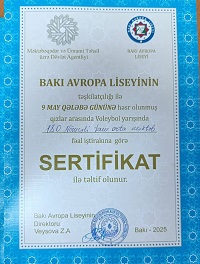 Məktəbəqədər və Ümumi Təhsil
üzrə Dövlət Agentliyi
BAKI AVROPA
LİSEYİ
BAKI AVROPA LİSEYİNİN
təşkilatçılığı ilə
9 MAY QƏLƏBƏ GÜNÜNƏ həsr olunmuş
qızlar arasında Voleybol yarışında
180
fəal iştirakına görə
SERTİFİKAT
ilə təltif olunur.
Bakı Avropa Liseyinin
Direktoru
Veysova Z.A
Bakı - 2025